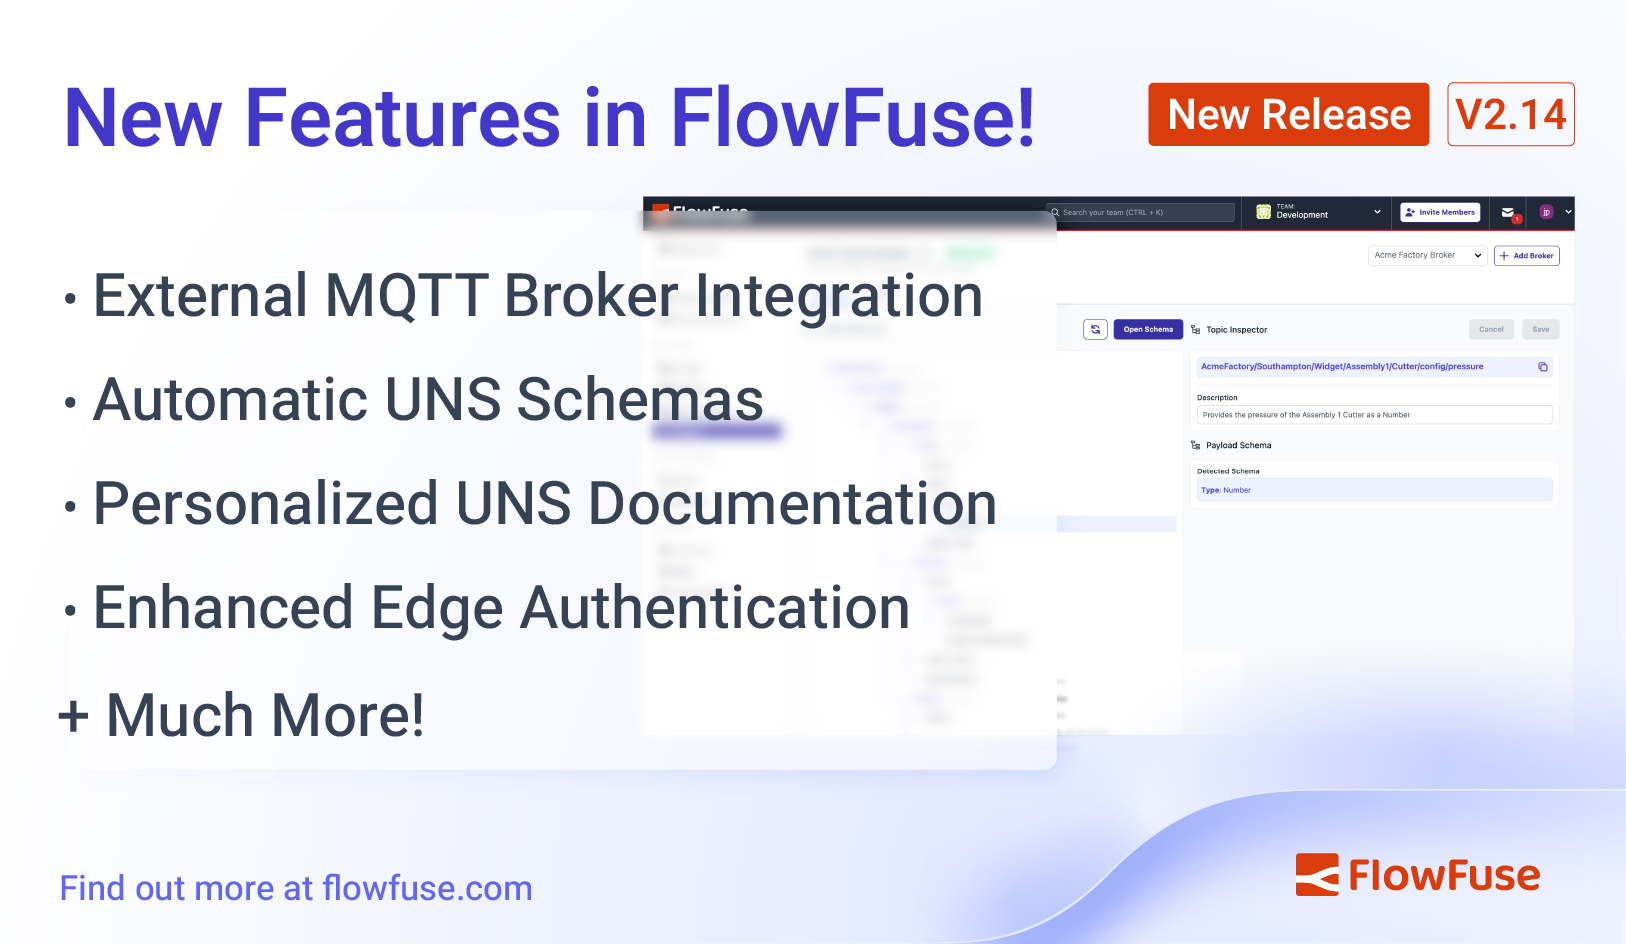 New Features in FlowFuse!
New Release
V2.14
FlowFuse
Search your team (CTRL + K)
TEAM:
Development
Invite Members
1
jp
Acme Factory Broker
Add Broker
• External MQTT Broker Integration
Open Schema
Topic Inspector
Cancel
Save
AcmeFactory/Southampton/Widget/Assembly1/Cutter/config/pressure
Description
Provides the pressure of the Assembly 1 Cutter as a Number
• Automatic UNS Schemas
Payload Schema
Detected Schema
Type: Number
• Personalized UNS Documentation
• Enhanced Edge Authentication
+ Much More!
Find out more at flowfuse.com
FlowFuse